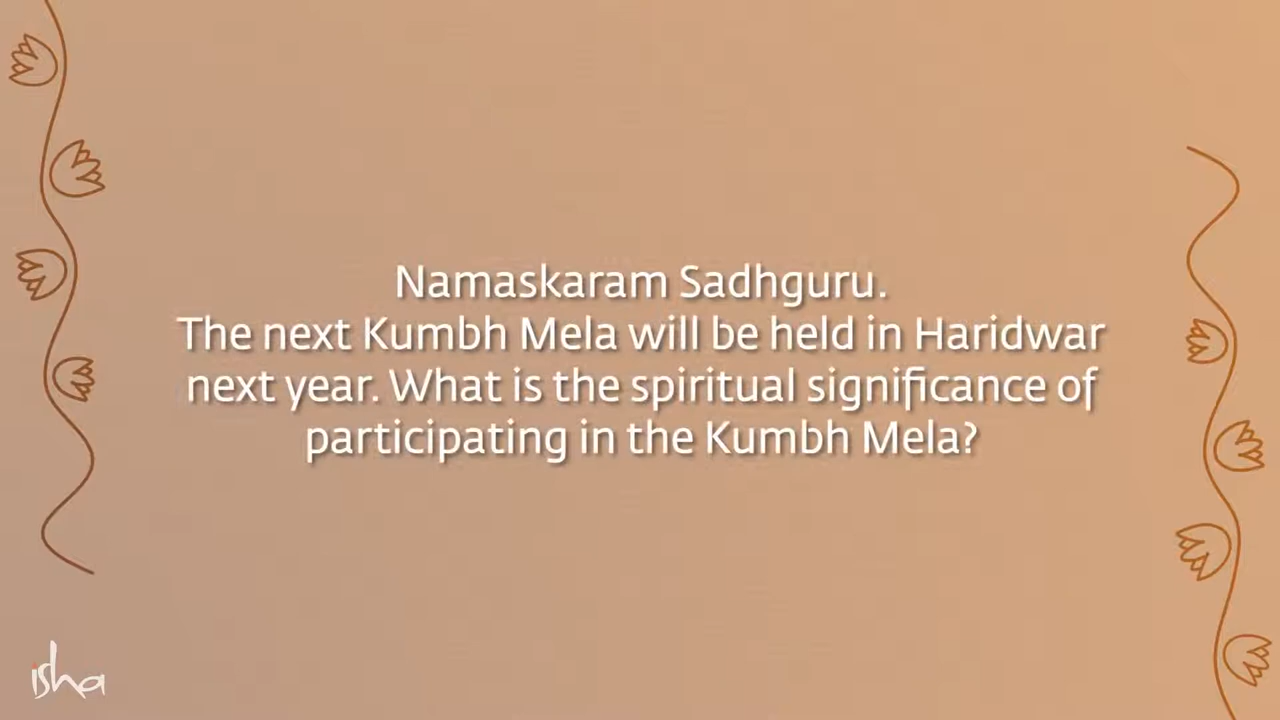 Namaskaram Sadhguru.
The next Kumbh Mela will be held in Haridwar
next year. What is the spiritual significance of
participating in the Kumbh Mela?
isha